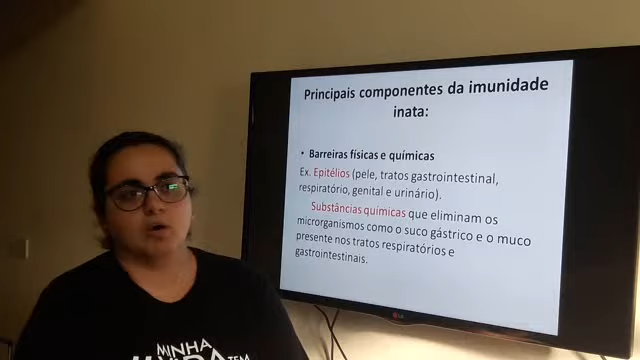 Principais componentes da imunidade
inata:
• Barreiras físicas e químicas
Ex. Epitélios (pele, tratos gastrointestinal,
respiratório, genital e urinário).
Substâncias químicas que eliminam os
microrganismos como o suco gástrico e o muco
presente nos tratos respiratórios e
gastrointestinais.
LG
MINHA
TEM